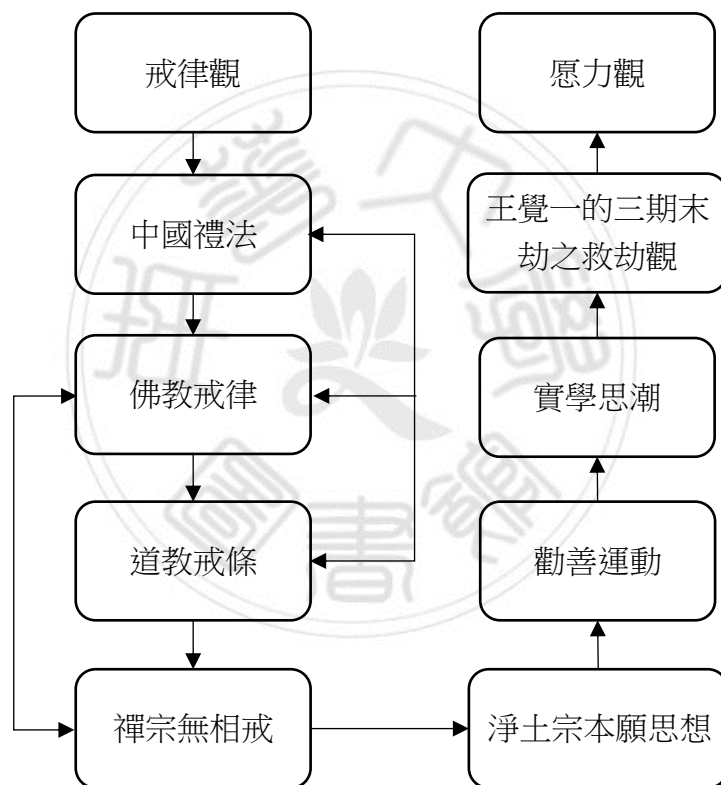 戒律觀
中國禮法
佛教戒律
道教戒條
禪宗無相戒
淨土宗本願思想
勸善運動
實學思潮
王覺一的三期末
劫之救劫觀
愿力觀